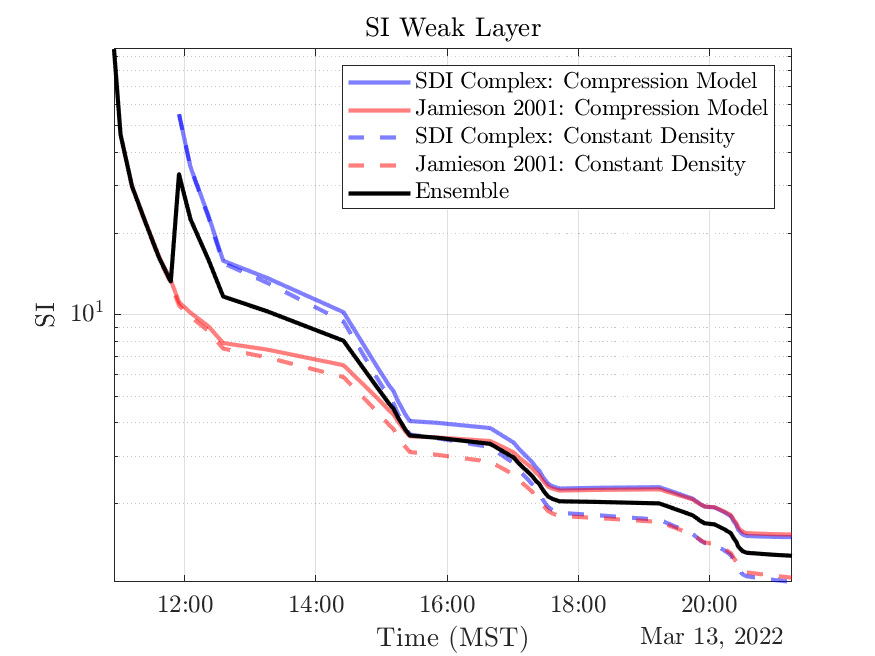 SI Weak Layer
SDI Complex: Compression Model
Jamieson 2001: Compression Model
SDI Complex: Constant Density
Jamieson 2001: Constant Density
Ensemble
SI
10^1
12:00 14:00 16:00 18:00 20:00
Time (MST)
Mar 13, 2022